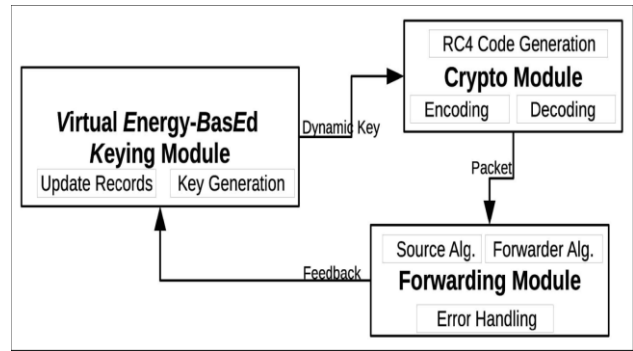 Virtual Energy-BasEd
Keying Module
Update Records
Key Generation
Dynamic Key
RC4 Code Generation
Crypto Module
Encoding
Decoding
Packet
Source Alg.
Forwarder Alg.
Forwarding Module
Error Handling
Feedback